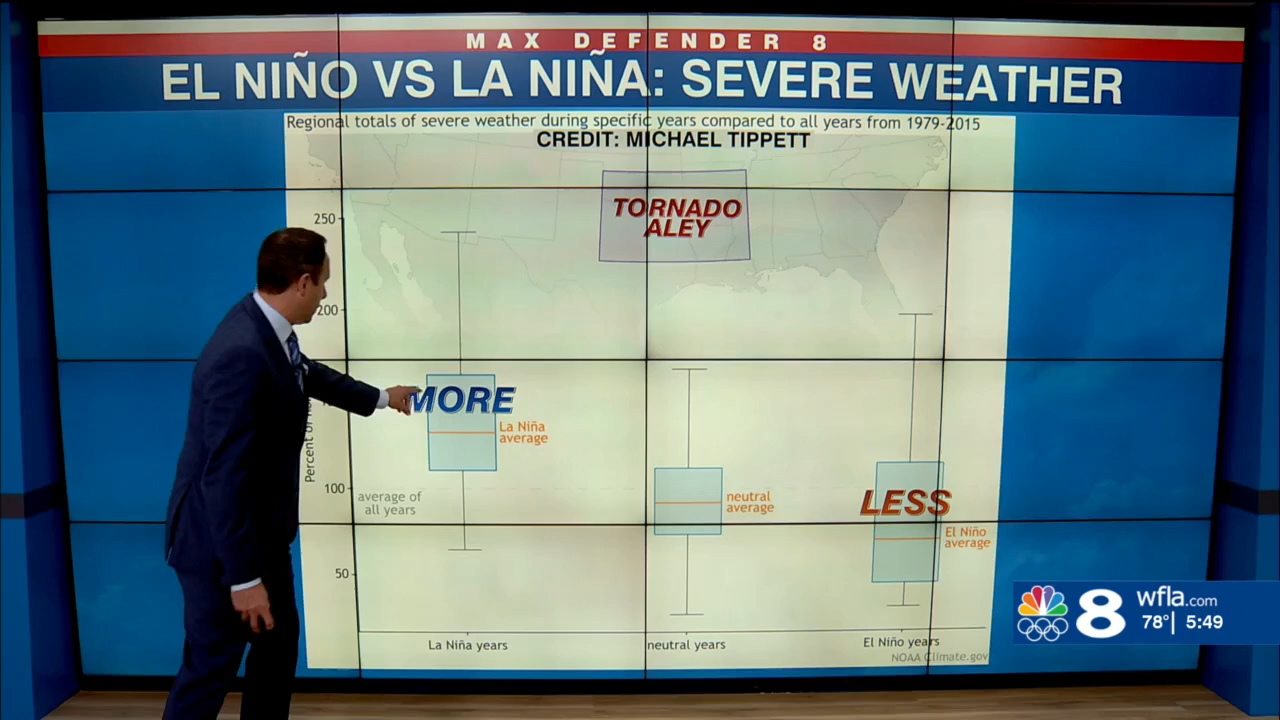 MAX DEFENDER 8
EL NIÑO VS LA NIÑA: SEVERE WEATHER
Regional totals of severe weather during specific years compared to all years from 1979-2015
CREDIT: MICHAEL TIPPETT
TORNADO
ALEY
250
200
MORE
La Niña
average
Percent of
100
average of
all years
neutral
average
LESS
El Niño
average
50
La Niña years
neutral years
El Niño years
NOAA Climate.gov
8
wfla.com
78° | 5:49